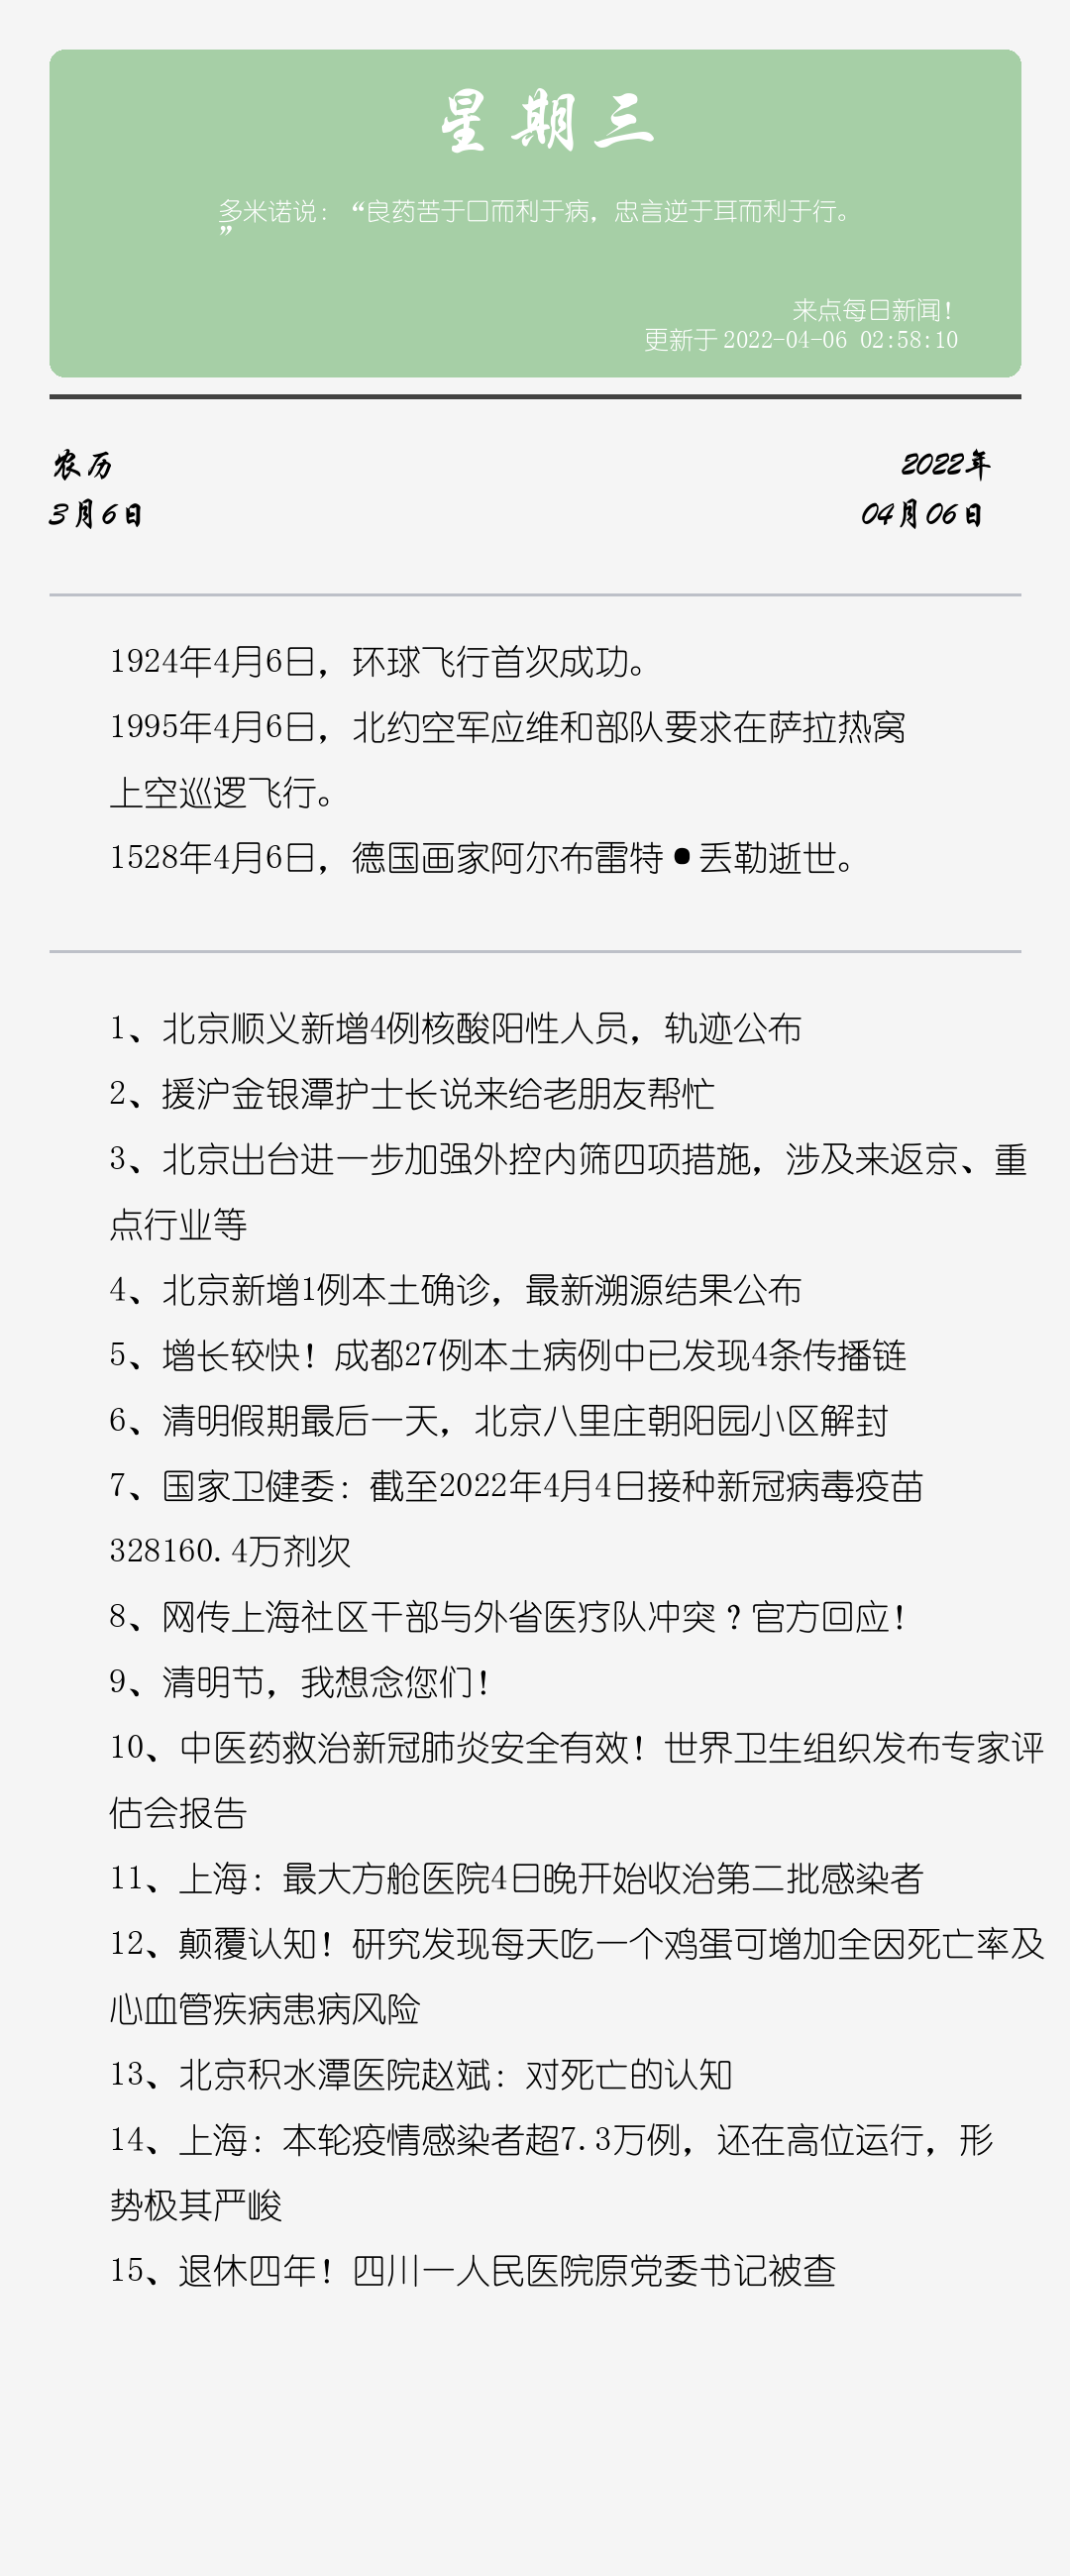 星期三
多米诺说：“良药苦于口而利于病，忠言逆于耳而利于行。
”
来点每日新闻！
更新于 2022-04-06 02:58:10
农历
2022年
3月6日
04月06日
1924年4月6日，环球飞行首次成功。
1995年4月6日，北约空军应维和部队要求在萨拉热窝
上空巡逻飞行。
1528年4月6日，德国画家阿尔布雷特•丢勒逝世。
1、北京顺义新增4例核酸阳性人员，轨迹公布
2、援沪金银潭护士长说来给老朋友帮忙
3、北京出台进一步加强外控内筛四项措施，涉及来返京、重
点行业等
4、北京新增1例本土确诊，最新溯源结果公布
5、增长较快！成都27例本土病例中已发现4条传播链
6、清明假期最后一天，北京八里庄朝阳园小区解封
7、国家卫健委：截至2022年4月4日接种新冠病毒疫苗
328160.4万剂次
8、网传上海社区干部与外省医疗队冲突？官方回应！
9、清明节，我想念您们！
10、中医药救治新冠肺炎安全有效！世界卫生组织发布专家评
估会报告
11、上海：最大方舱医院4日晚开始收治第二批感染者
12、颠覆认知！研究发现每天吃一个鸡蛋可增加全因死亡率及
心血管疾病患病风险
13、北京积水潭医院赵斌：对死亡的认知
14、上海：本轮疫情感染者超7.3万例，还在高位运行，形
势极其严峻
15、退休四年！四川一人民医院原党委书记被查